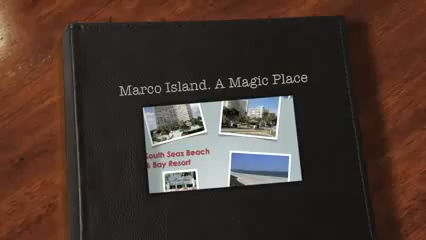 Marco Island. A Magic Place
South Seas Beach
& Bay Resort